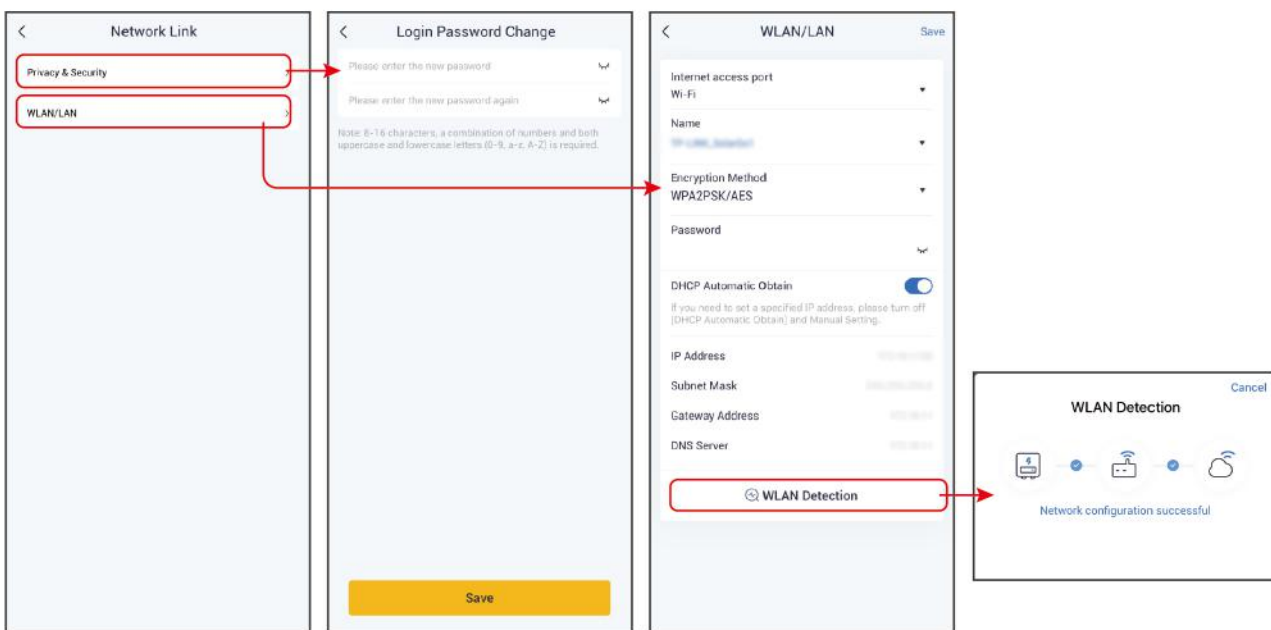 Network Link
Privacy & Security
WLAN/LAN
Login Password Change
Please enter the new password
Please enter the new password again
Note: 8-16 characters, a combination of numbers and both
uppercase and lowercase letters (0-9, a-z, A-Z) is required.
Save
WLAN/LAN
Save
Internet access port
Wi-Fi
Name
Encryption Method
WPA2PSK/AES
Password
DHCP Automatic Obtain
If you need to set a specified IP address, please turn off
[DHCP Automatic Obtain] and Manual Setting.
IP Address
Subnet Mask
Gateway Address
DNS Server
WLAN Detection
Cancel
WLAN Detection
Network configuration successful